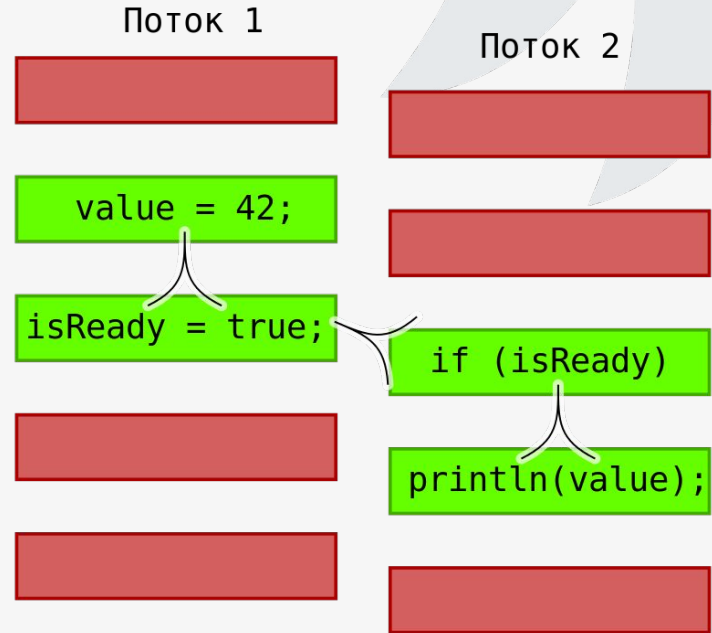 Поток 1
value = 42;
isReady = true;
Поток 2
if (isReady)
println(value);